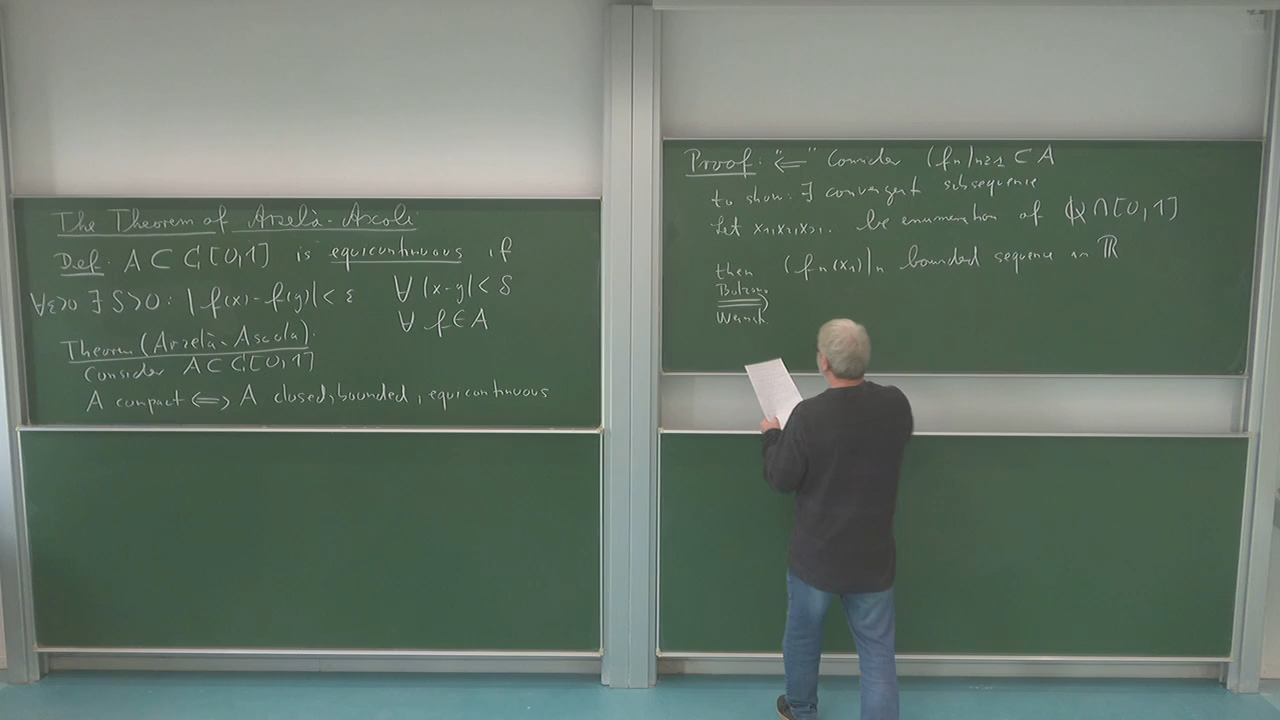 The Theorem of Arzelà-Ascoli
Def. A ⊂ C[0,1] is equicontinuous if
∀ε>0 ∃ δ>0: |f(x)-f(y)| < ε ∀ |x-y| < δ
∀ f ∈ A
Theorem (Arzelà-Ascola):
Consider A ⊂ C[0,1]
A compact ⟺ A closed, bounded, equicontinuous
Proof: "⇐" Consider (fn)n≥1 ⊂ A
to show: ∃ convergent subsequence
Let x1, x2, x3, .. be enumeration of ℚ ∩ [0,1]
then (fn(x1))n bounded sequence in ℝ
Bolzano
⇒
Weierstr.